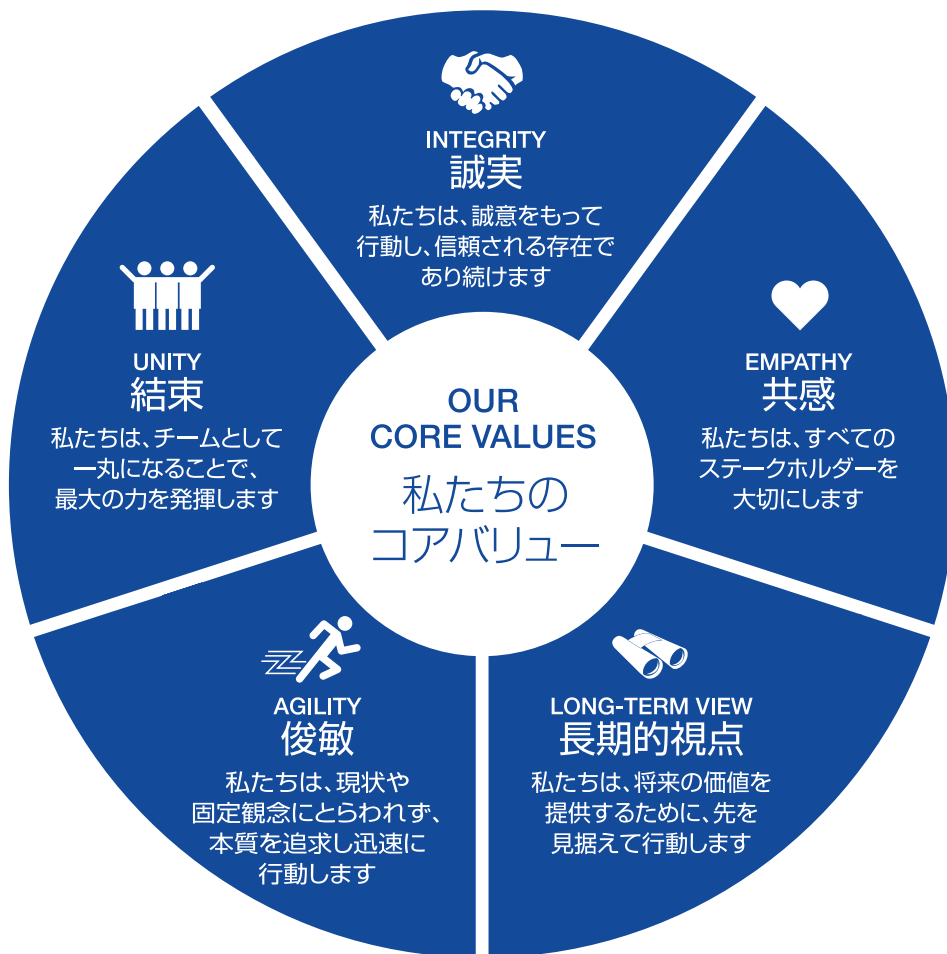 INTEGRITY
誠実
私たちは、誠意をもって
行動し、信頼される存在で
あり続けます
UNITY
結束
私たちは、チームとして
一丸になることで、
最大の力を発揮します
OUR
CORE VALUES
私たちの
コアバリュー
EMPATHY
共感
私たちは、すべての
ステークホルダーを
大切にします
AGILITY
俊敏
私たちは、現状や
固定観念にとらわれず、
本質を追求し迅速に
行動します
LONG-TERM VIEW
長期的視点
私たちは、将来の価値を
提供するために、先を
見据えて行動します